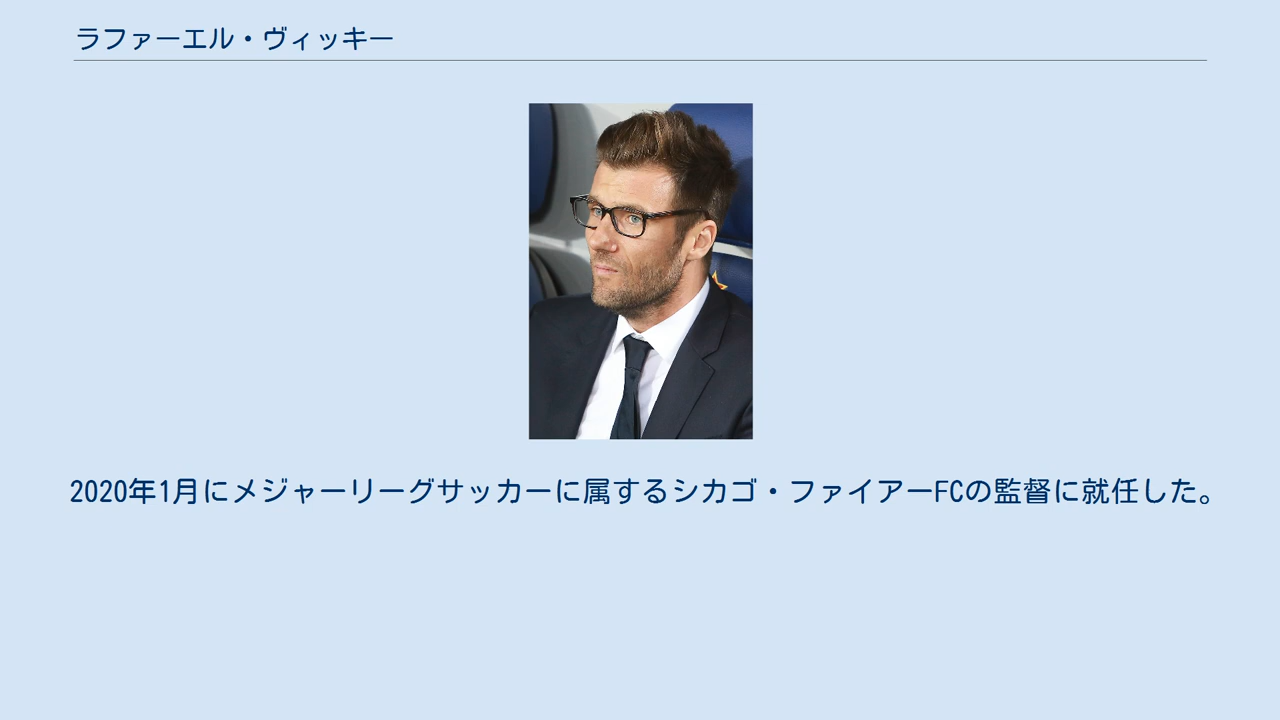 ラファーエル・ヴィッキー
2020年1月にメジャーリーグサッカーに属するシカゴ・ファイアーFCの監督に就任した。